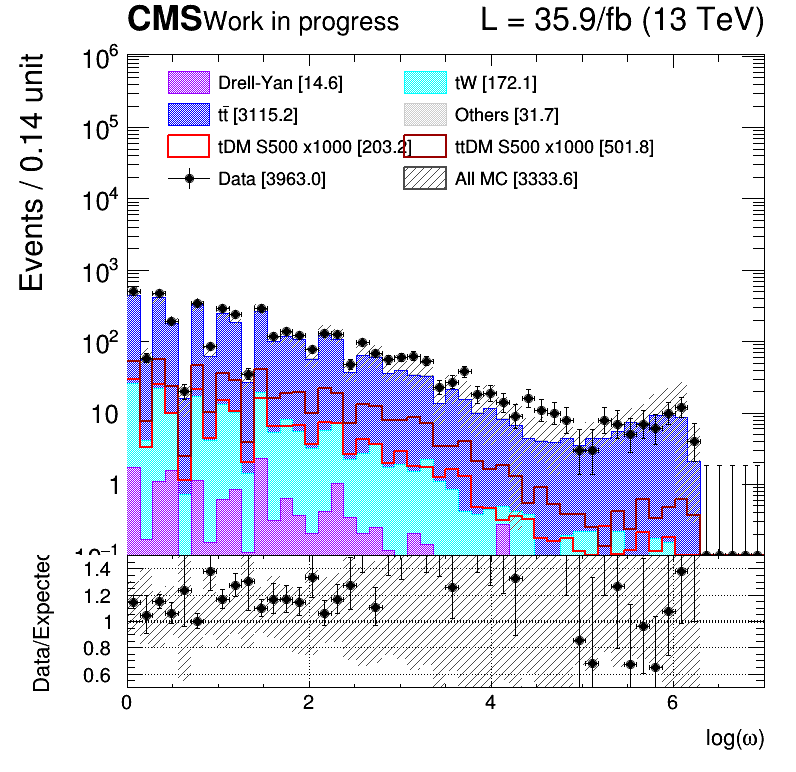 CMS Work in progress L = 35.9/fb (13 TeV)
Events / 0.14 unit
10⁶
10⁵
10⁴
10³
10²
10
1
10⁻¹
Drell-Yan [14.6] tW [172.1]
tt̄ [3115.2] Others [31.7]
tDM S500 x1000 [203.2] ttDM S500 x1000 [501.8]
Data [3963.0] All MC [3333.6]
Data/Expected
1.4
1.2
1
0.8
0.6
0 2 4 6
log(ω)